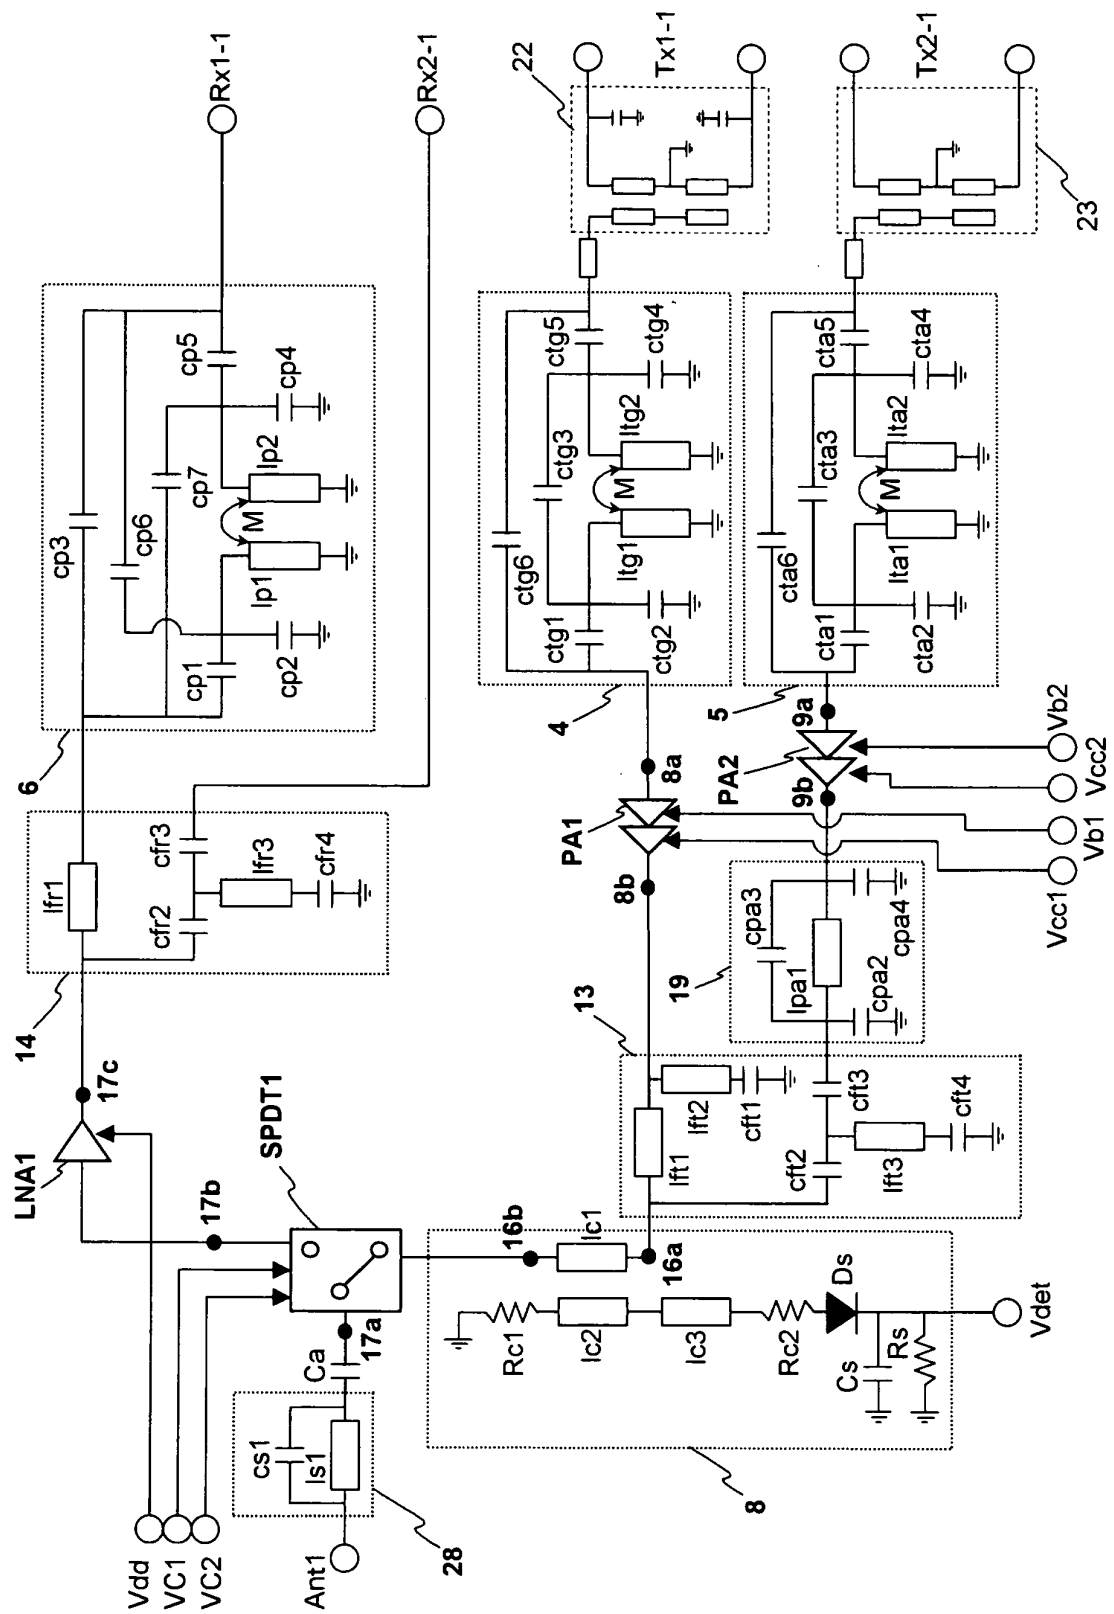 Vdd
VC1
VC2
Ant1
28
cs1
ls1
Ca
17a
SPDT1
17b
LNA1
17c
14
lfr1
cfr2
cfr3
lfr3
cfr4
6
cp3
cp6
cp7
cp1
cp2
lp1
M
lp2
cp4
cp5
Rx1-1
Rx2-1
8
16b
lc1
16a
Rc1
lc2
lc3
Rc2
Ds
Cs
Rs
Vdet
13
lft1
lft2
cft1
cft2
cft3
lft3
cft4
19
cpa3
lpa1
cpa2
cpa4
8b
PA1
8a
9b
PA2
9a
Vcc1
Vb1
Vcc2
Vb2
4
ctg6
ctg3
ctg1
ctg2
ltg1
M
ltg2
ctg4
ctg5
5
cta6
cta3
cta1
cta2
lta1
M
lta2
cta4
cta5
22
Tx1-1
Tx2-1
23